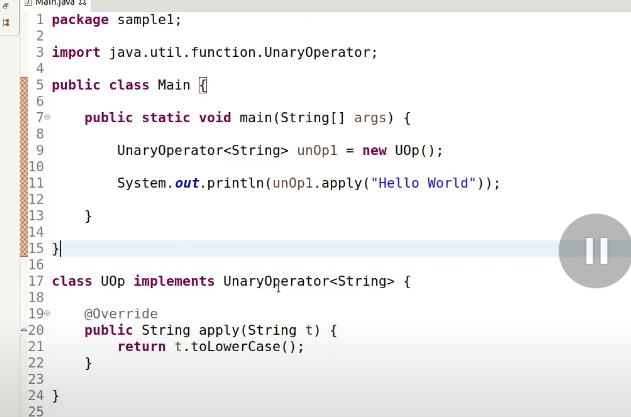 Main.java
1 package sample1;
2
3 import java.util.function.UnaryOperator;
4
5 public class Main {
6
7 public static void main(String[] args) {
8
9 UnaryOperator<String> unOp1 = new UOp();
10
11 System.out.println(unOp1.apply("Hello World"));
12
13 }
14
15 }
16
17 class UOp implements UnaryOperator<String> {
18
19 @Override
20 public String apply(String t) {
21 return t.toLowerCase();
22 }
23
24 }
25